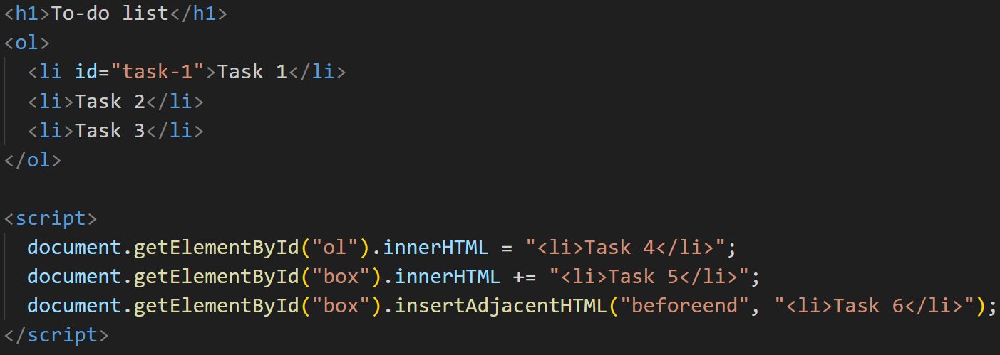 <h1>To-do list</h1>
<ol>
  <li id="task-1">Task 1</li>
  <li>Task 2</li>
  <li>Task 3</li>
</ol>

<script>
  document.getElementById("ol").innerHTML = "<li>Task 4</li>";
  document.getElementById("box").innerHTML += "<li>Task 5</li>";
  document.getElementById("box").insertAdjacentHTML("beforeend", "<li>Task 6</li>");
</script>